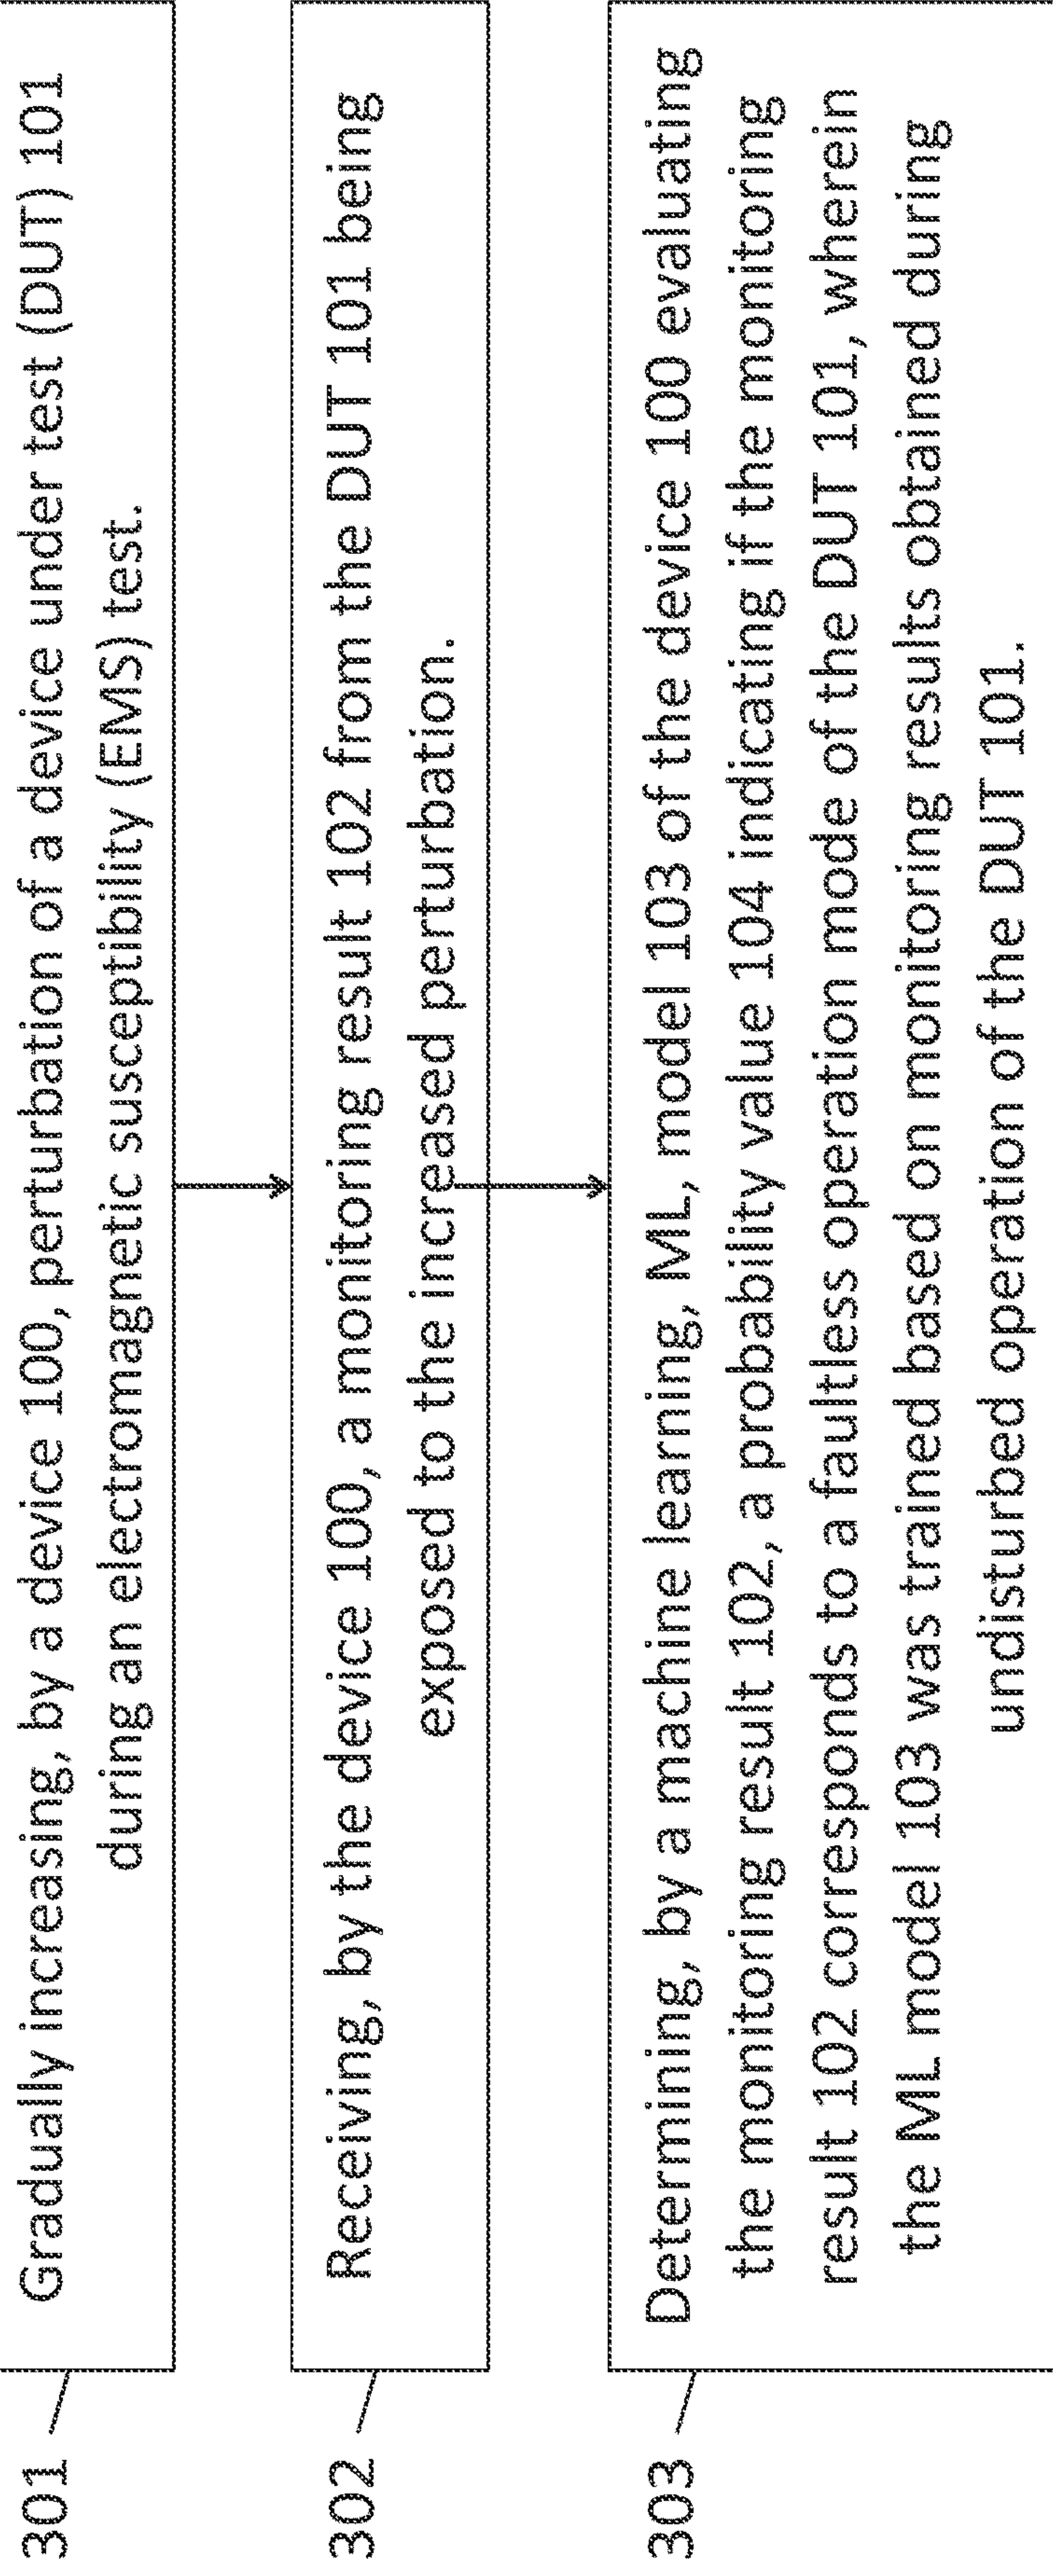 301
Gradually increasing, by a device 100, perturbation of a device under test (DUT) 101
during an electromagnetic susceptibility (EMS) test.
302
Receiving, by the device 100, a monitoring result 102 from the DUT 101 being
exposed to the increased perturbation.
303
Determining, by a machine learning, ML, model 103 of the device 100 evaluating
the monitoring result 102, a probability value 104 indicating if the monitoring
result 102 corresponds to a faultless operation mode of the DUT 101, wherein
the ML model 103 was trained based on monitoring results obtained during
undisturbed operation of the DUT 101.